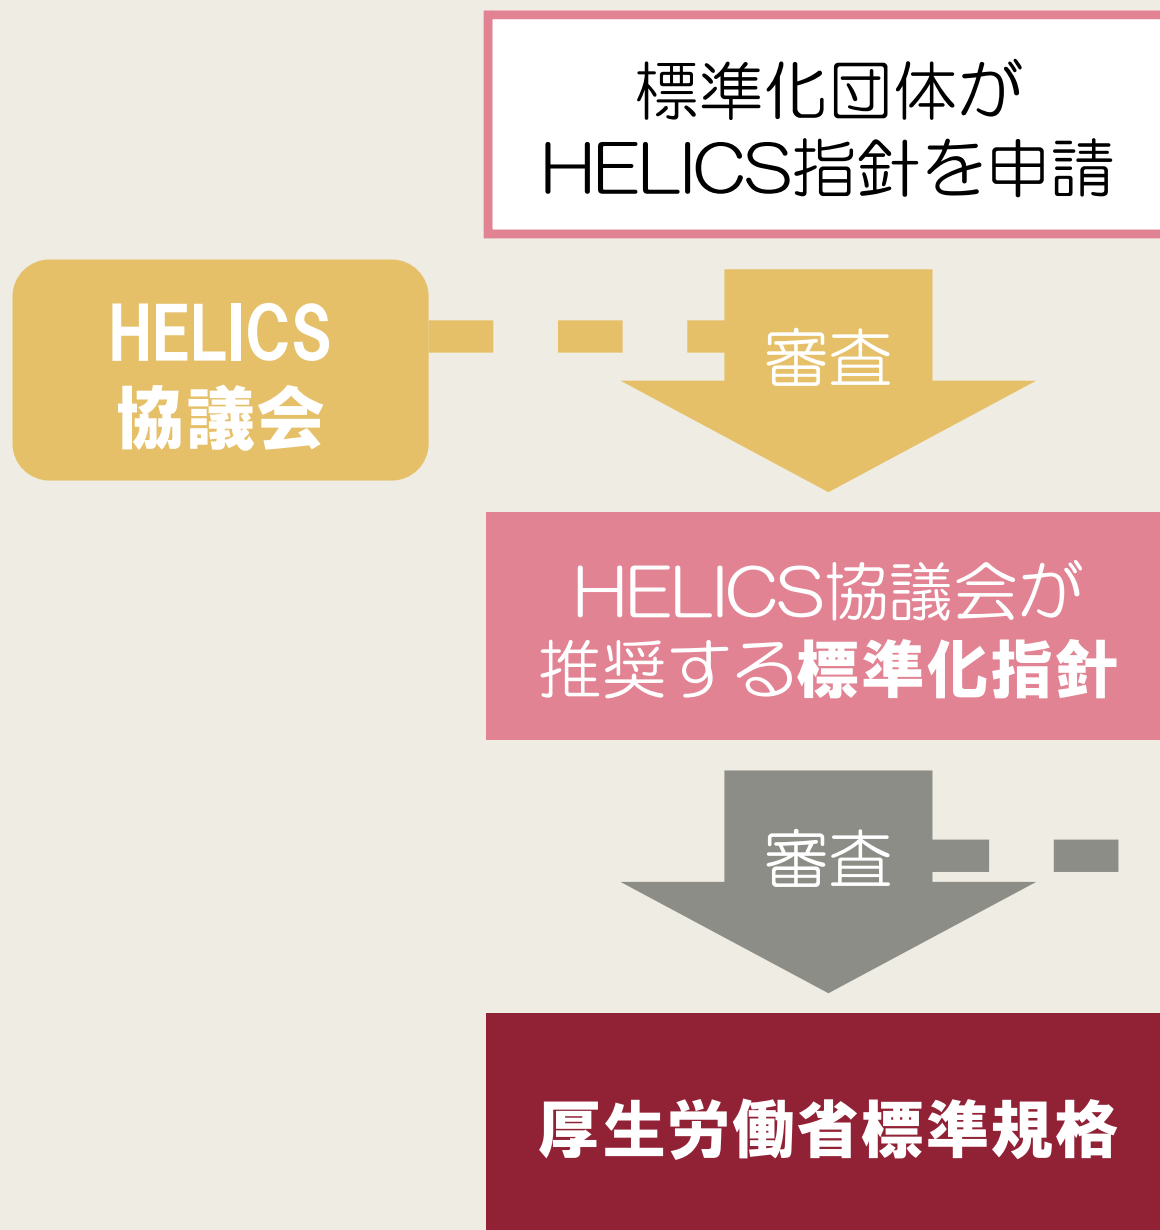 標準化団体が
HELICS指針を申請
HELICS
協議会
審査
HELICS協議会が
推奨する標準化指針
審査
厚生労働省標準規格